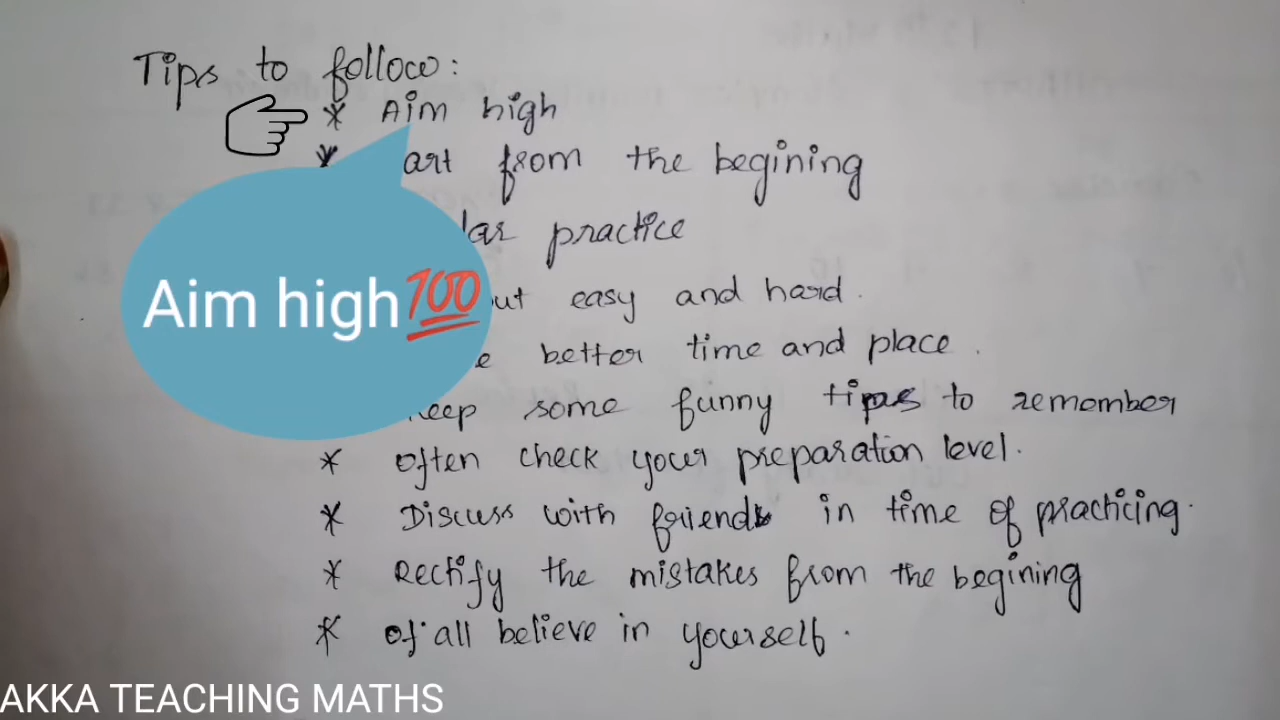 Tips to follow:
* Aim high
* art from the begining
lar practice
out easy and hard.
e better time and place.
keep some funny tips to remember
* often check your preparation level.
* Discuss with friends in time of practicing.
* Rectify the mistakes from the begining
* of all believe in yourself.
Aim high💯
AKKA TEACHING MATHS